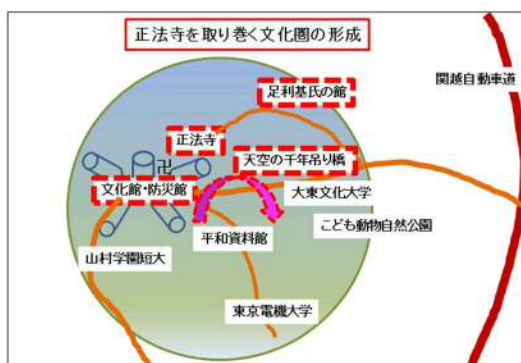 正法寺を取り巻く文化圏の形成
関越自動車道
足利基氏の館
正法寺
卍
天空の千年吊り橋
文化館・防災館
大東文化大学
こども動物自然公園
平和資料館
山村学園短大
東京電機大学